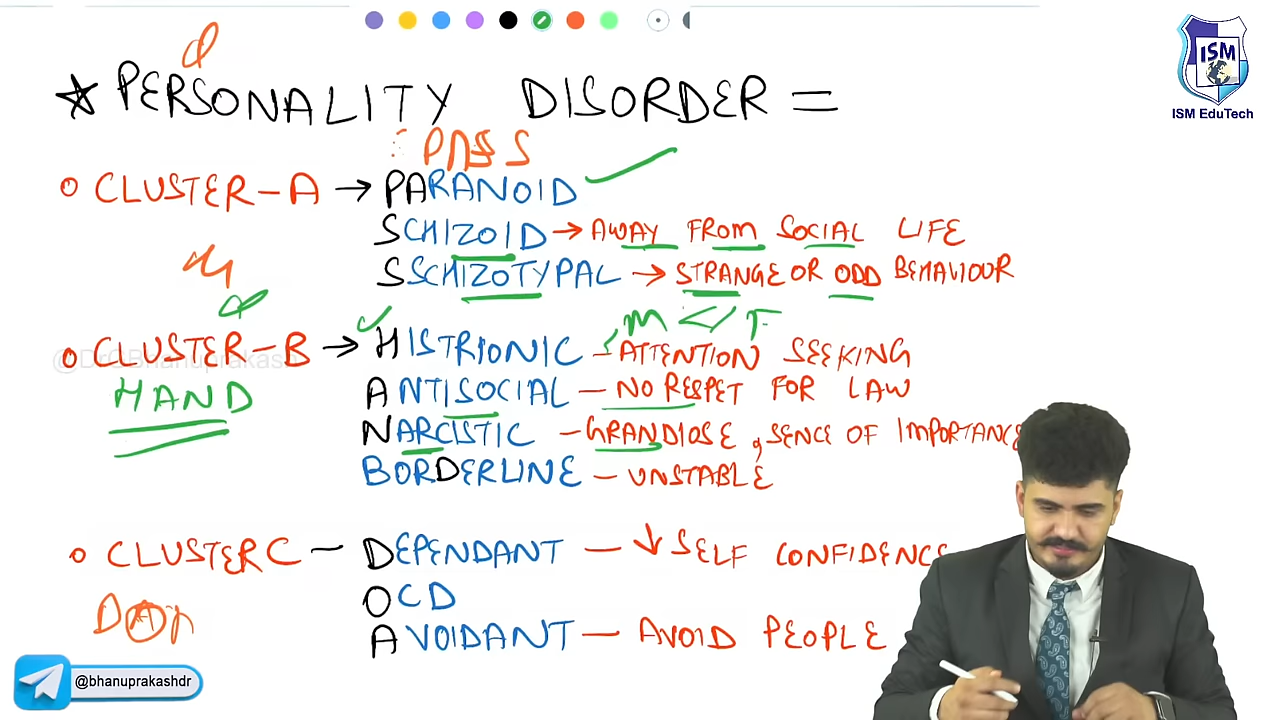 ISM
ISM EduTech
* PERSONALITY DISORDER =
PASS
O CLUSTER-A → PARANOID
SCHIZOID → AWAY FROM SOCIAL LIFE
SSCHIZOTYPAL → STRANGE OR ODD BEHAVIOUR
M < F
O CLUSTER-B → HISTRIONIC - ATTENTION SEEKING
HAND
ANTISOCIAL - NO RESPET FOR LAW
NARCISTIC - GRANDIOSE, SENCE OF IMPORTANCE
BORDERLINE - UNSTABLE
O CLUSTER C - DEPENDANT - ↓ SELF CONFIDENCE
OCD
AVOIDANT - AVOID PEOPLE
@bhanuprakashdr